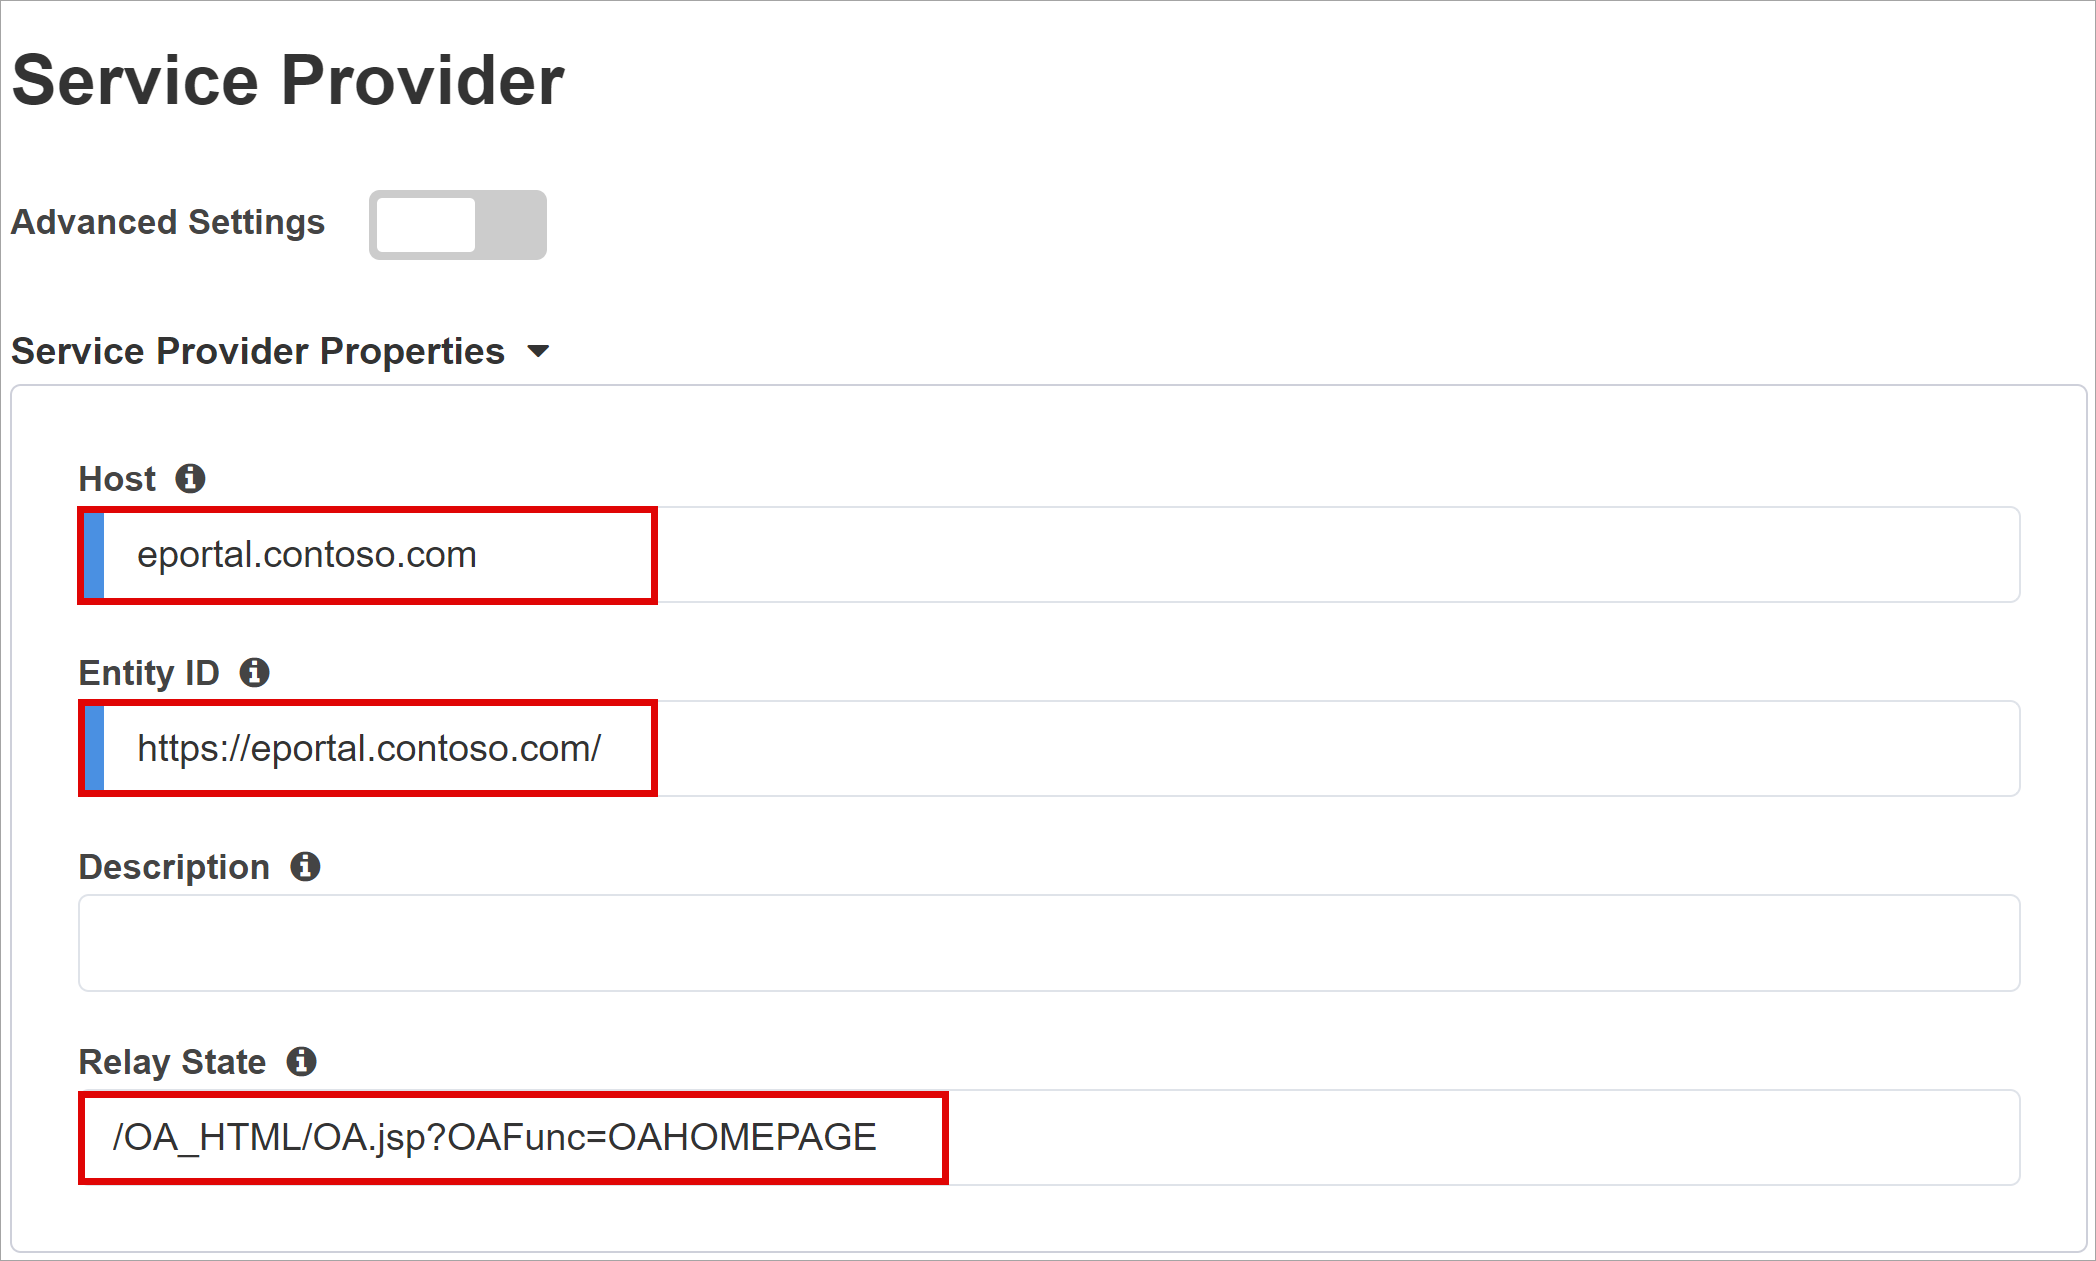 Service Provider
Advanced Settings
Service Provider Properties
Host
eportal.contoso.com
Entity ID
https://eportal.contoso.com/
Description
Relay State
/OA_HTML/OA.jsp?OAFunc=OAHOMEPAGE